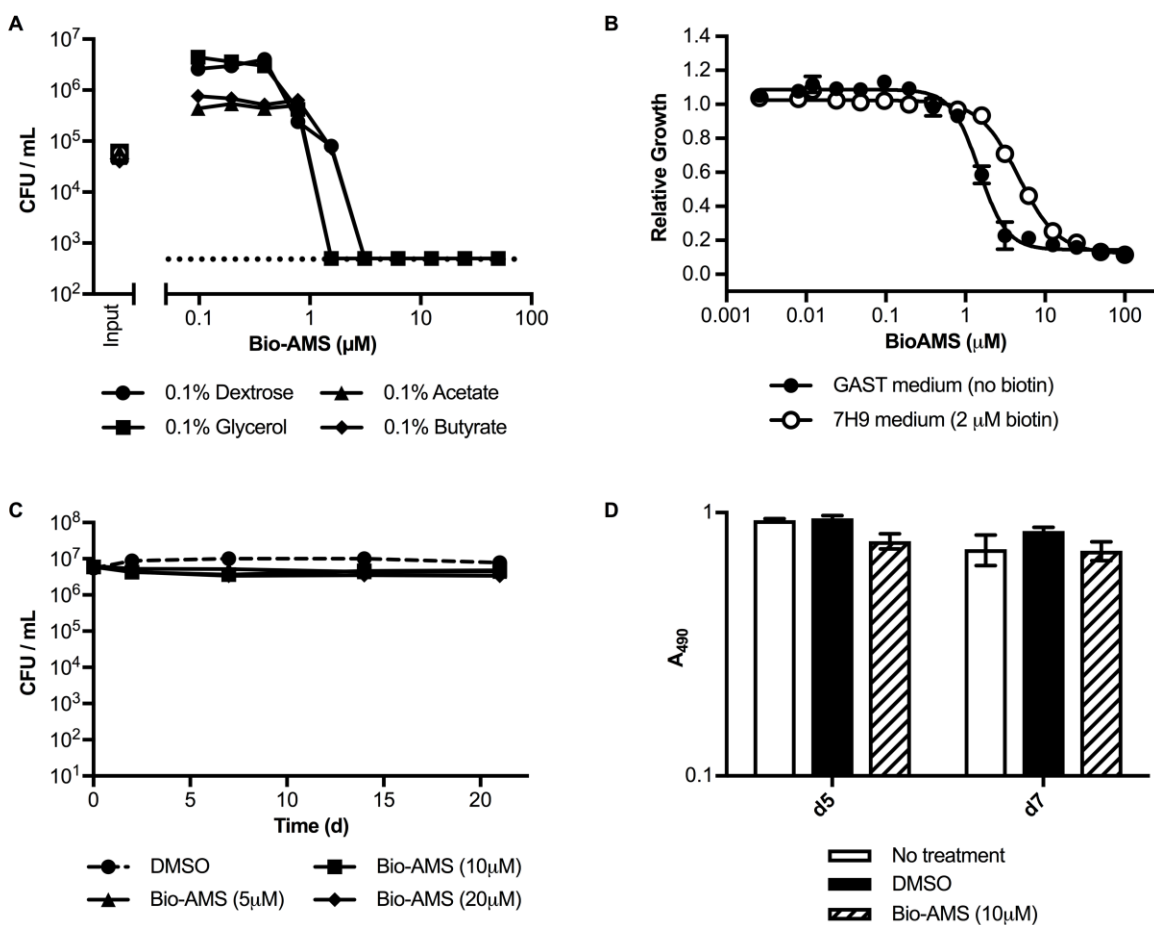 A
CFU / mL
10⁷
10⁶
10⁵
10⁴
10³
10²
Input
0.1 1 10 100
Bio-AMS (µM)
0.1% Dextrose 0.1% Acetate
0.1% Glycerol 0.1% Butyrate
B
Relative Growth
1.4
1.2
1.0
0.8
0.6
0.4
0.2
0.0
0.001 0.01 0.1 1 10 100
BioAMS (µM)
GAST medium (no biotin)
7H9 medium (2 µM biotin)
C
CFU / mL
10⁸
10⁷
10⁶
10⁵
10⁴
10³
10²
10¹
0 5 10 15 20
Time (d)
DMSO Bio-AMS (10µM)
Bio-AMS (5µM) Bio-AMS (20µM)
D
A₄₉₀
1
0.1
d5 d7
No treatment
DMSO
Bio-AMS (10µM)